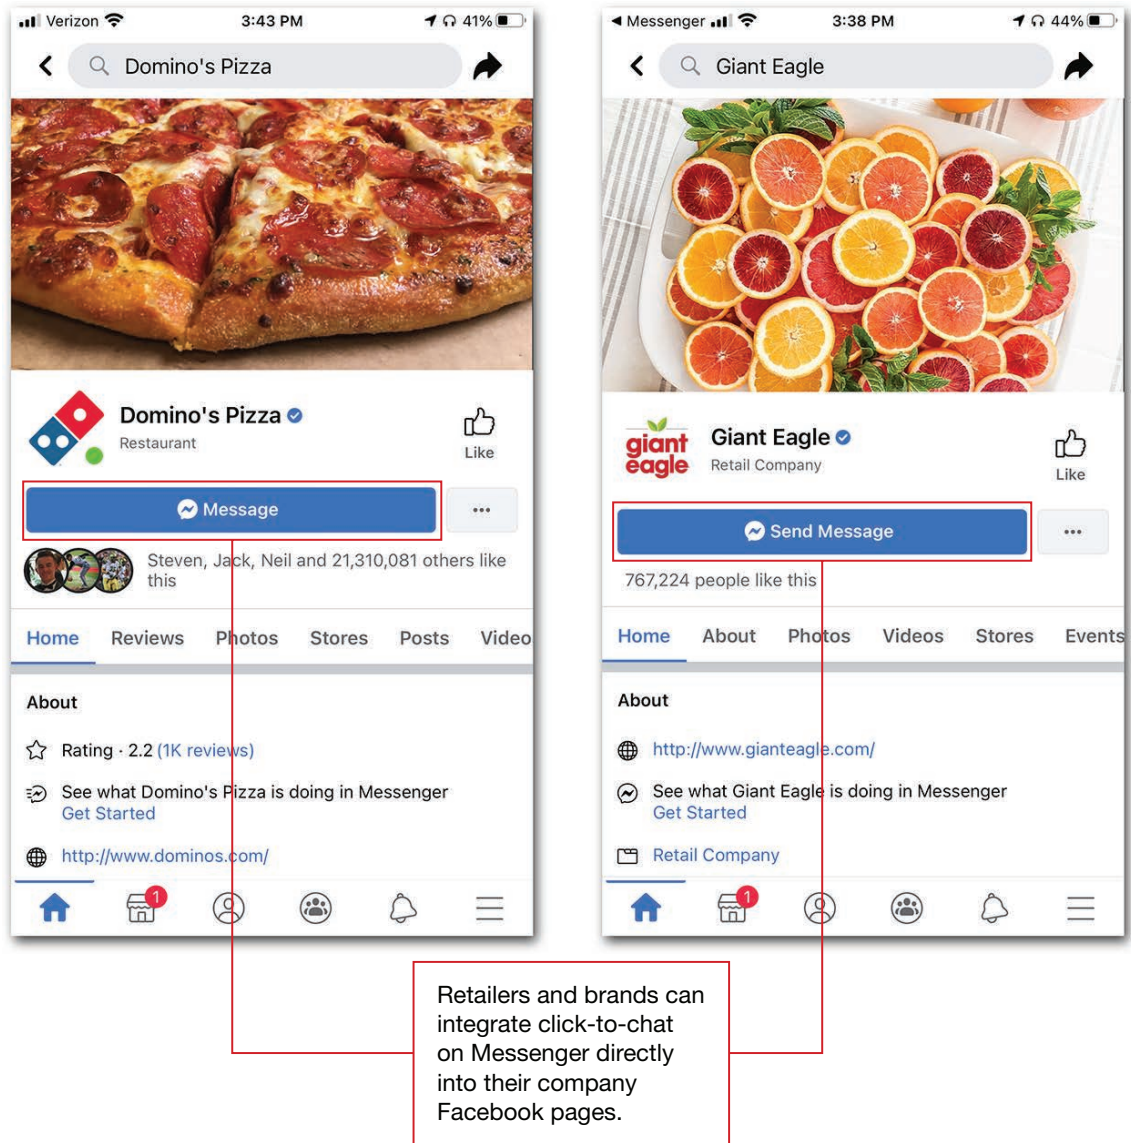 Verizon 3:43 PM 41%
Domino's Pizza
Domino's Pizza
Restaurant
Like
Message
Steven, Jack, Neil and 21,310,081 others like
this
Home Reviews Photos Stores Posts Video
About
Rating · 2.2 (1K reviews)
See what Domino's Pizza is doing in Messenger
Get Started
http://www.dominos.com/
1
Messenger 3:38 PM 44%
Giant Eagle
giant
eagle
Giant Eagle
Retail Company
Like
Send Message
767,224 people like this
Home About Photos Videos Stores Events
About
http://www.gianteagle.com/
See what Giant Eagle is doing in Messenger
Get Started
Retail Company
1
Retailers and brands can
integrate click-to-chat
on Messenger directly
into their company
Facebook pages.